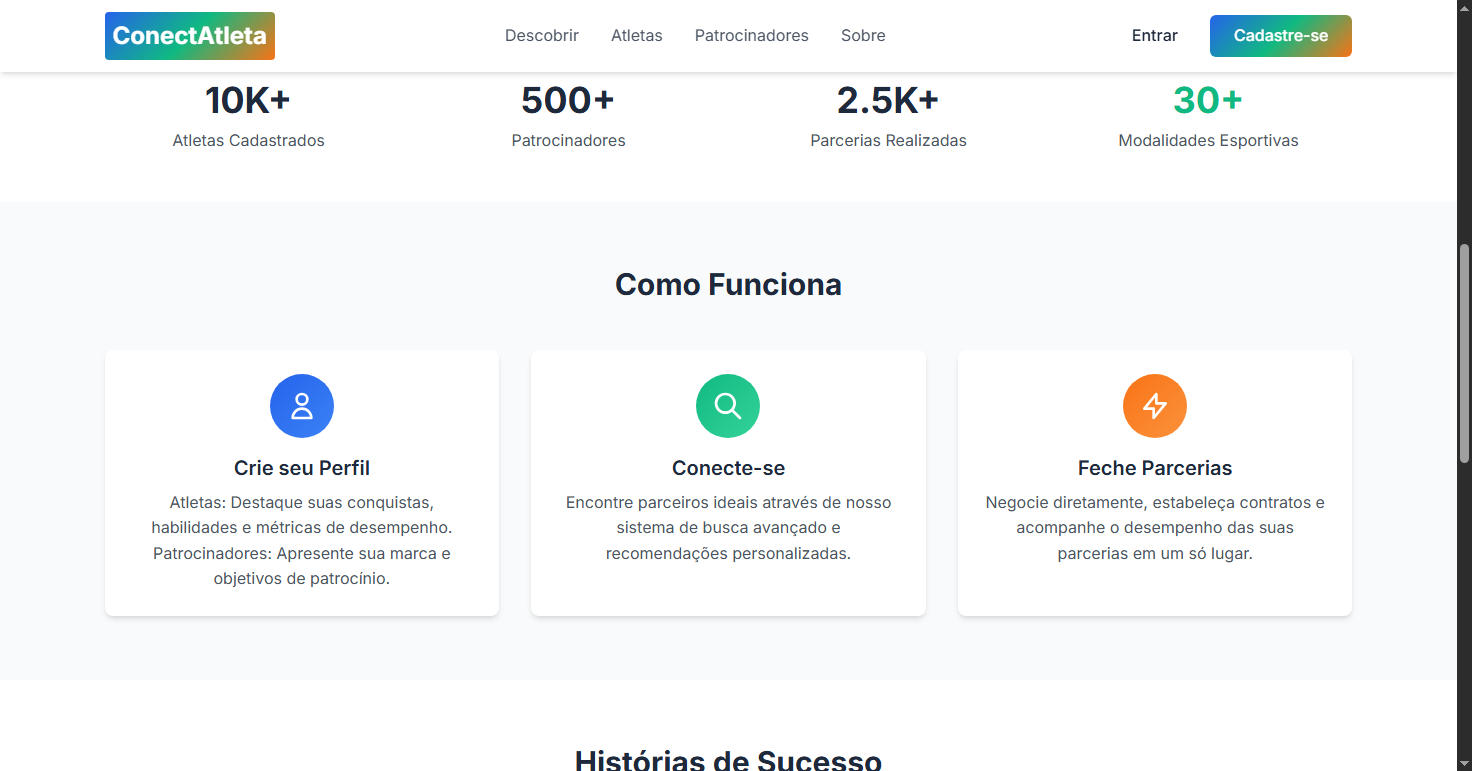 ConectAtleta
Descobrir
Atletas
Patrocinadores
Sobre
Entrar
Cadastre-se
10K+
Atletas Cadastrados
500+
Patrocinadores
2.5K+
Parcerias Realizadas
30+
Modalidades Esportivas
Como Funciona
Crie seu Perfil
Atletas: Destaque suas conquistas,
habilidades e métricas de desempenho.
Patrocinadores: Apresente sua marca e
objetivos de patrocínio.
Conecte-se
Encontre parceiros ideais através de nosso
sistema de busca avançado e
recomendações personalizadas.
Feche Parcerias
Negocie diretamente, estabeleça contratos e
acompanhe o desempenho das suas
parcerias em um só lugar.
Histórias de Sucesso